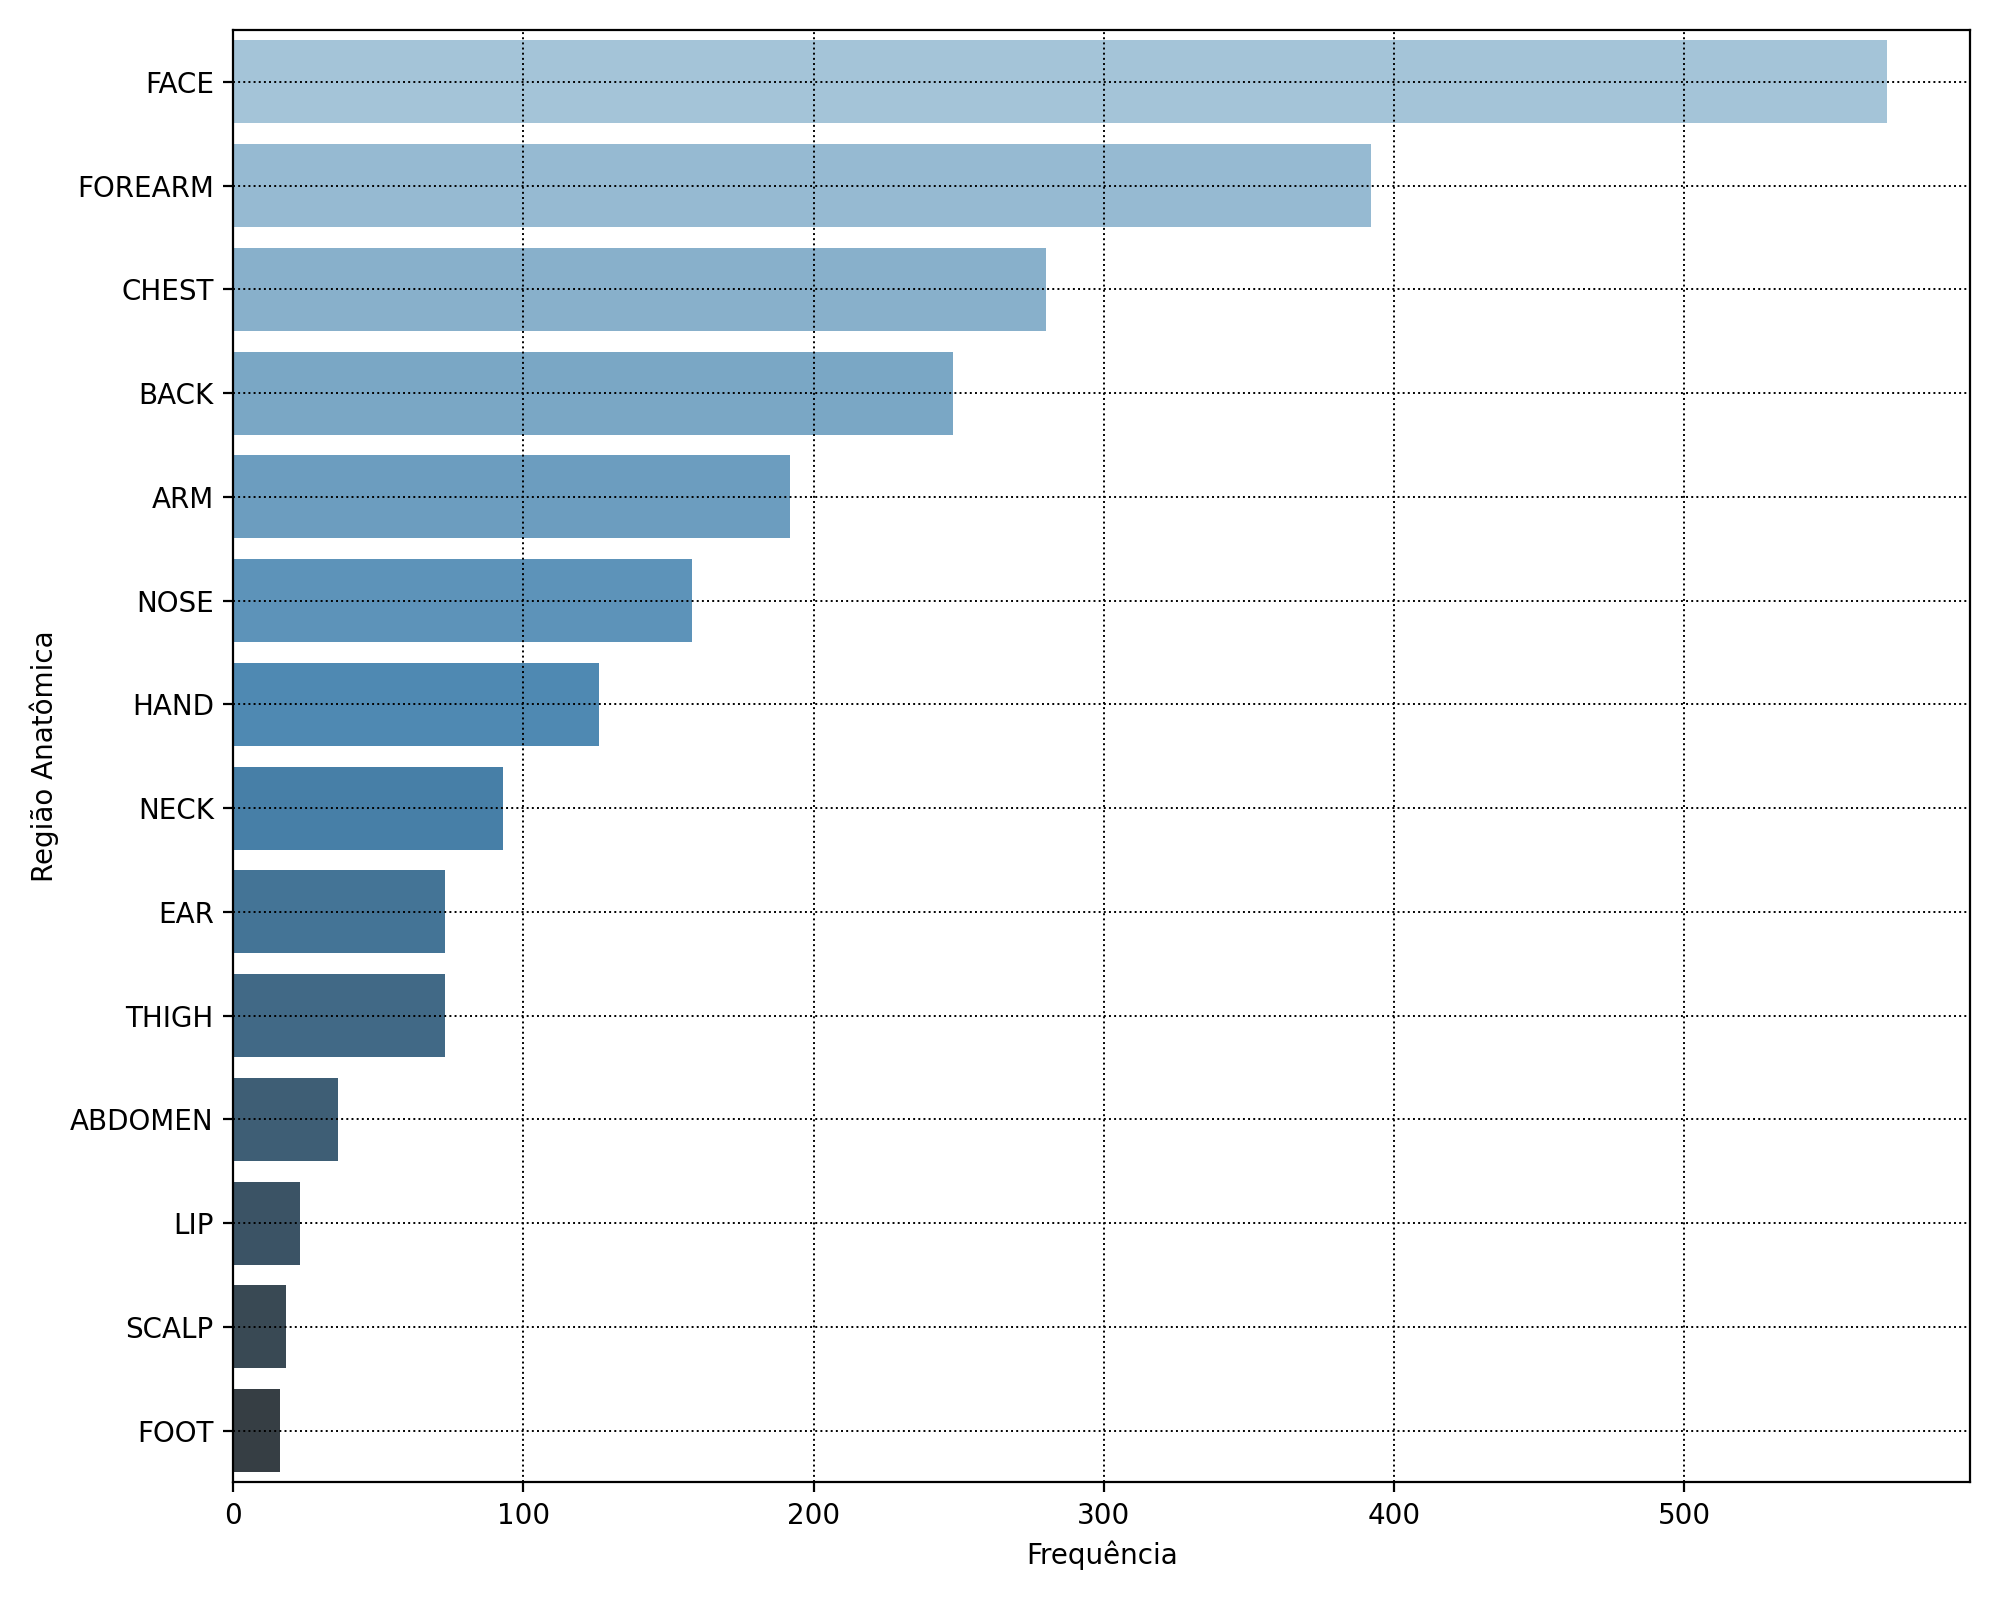 FACE
FOREARM
CHEST
BACK
ARM
NOSE
HAND
NECK
EAR
THIGH
ABDOMEN
LIP
SCALP
FOOT
Região Anatômica
0 100 200 300 400 500
Frequência